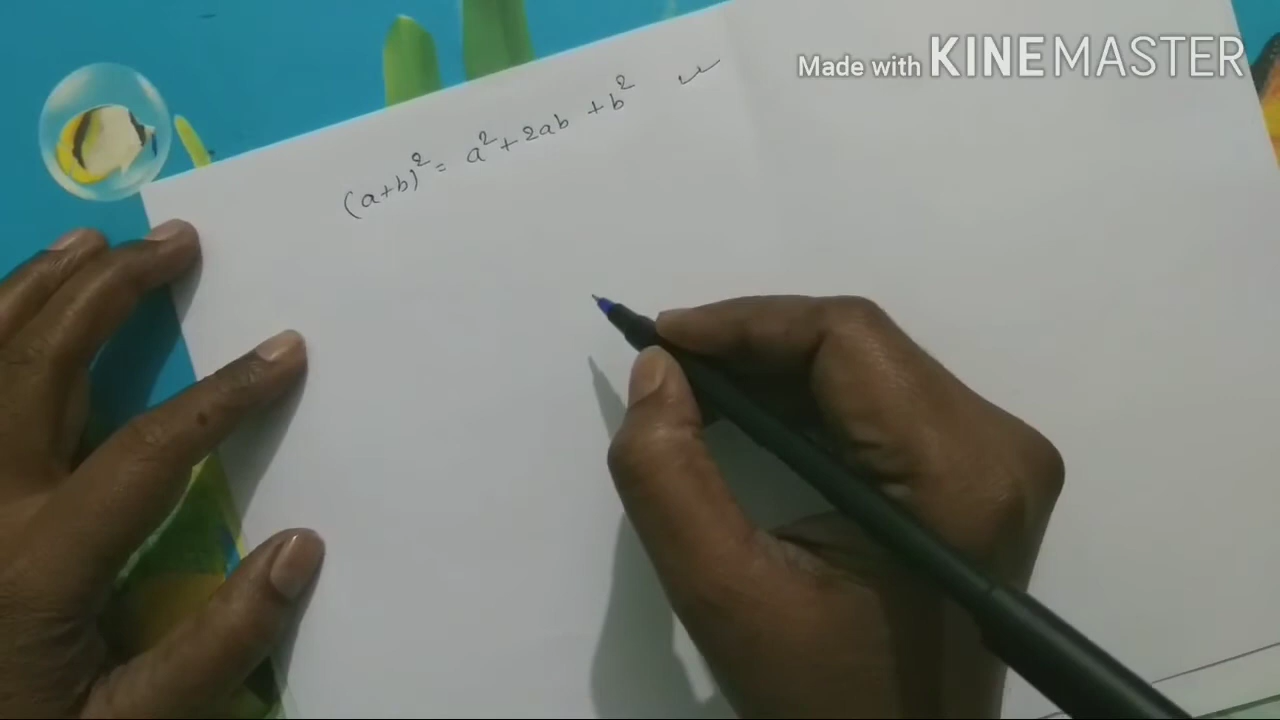 Made with KINEMASTER
(a+b)² = a² + 2ab + b² ✓